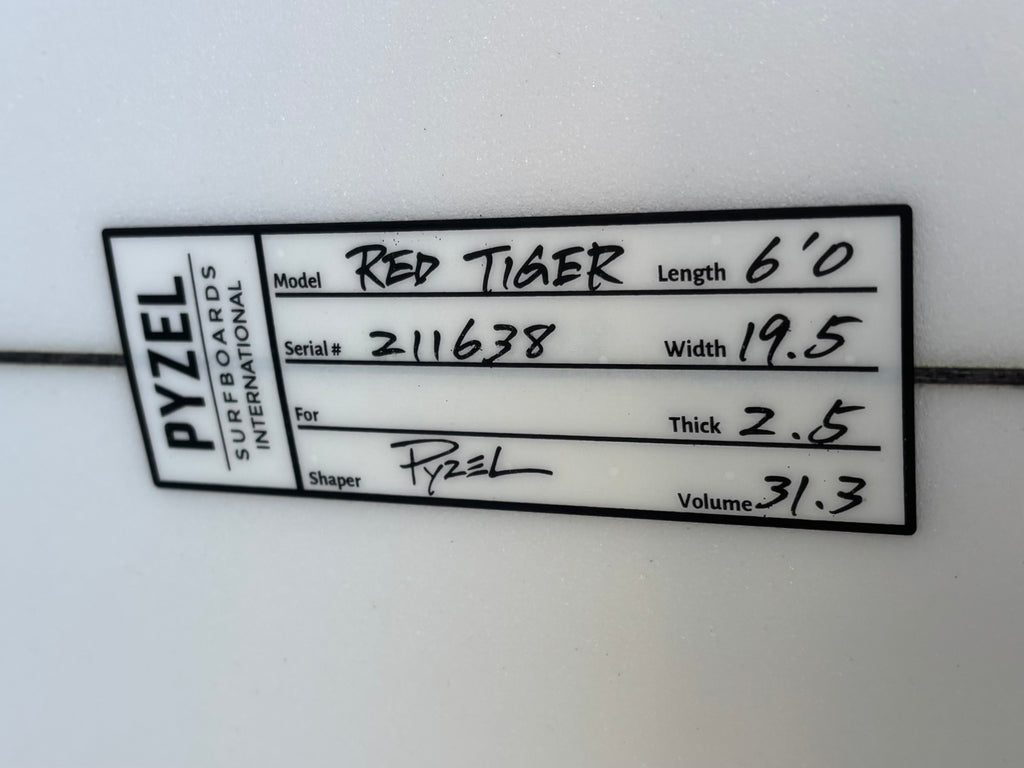 PYZEL
SURFBOARDS
INTERNATIONAL
Model RED TIGER Length 6'0
Serial # 211638 Width 19.5
For Thick 2.5
Shaper PYZEL Volume 31.3